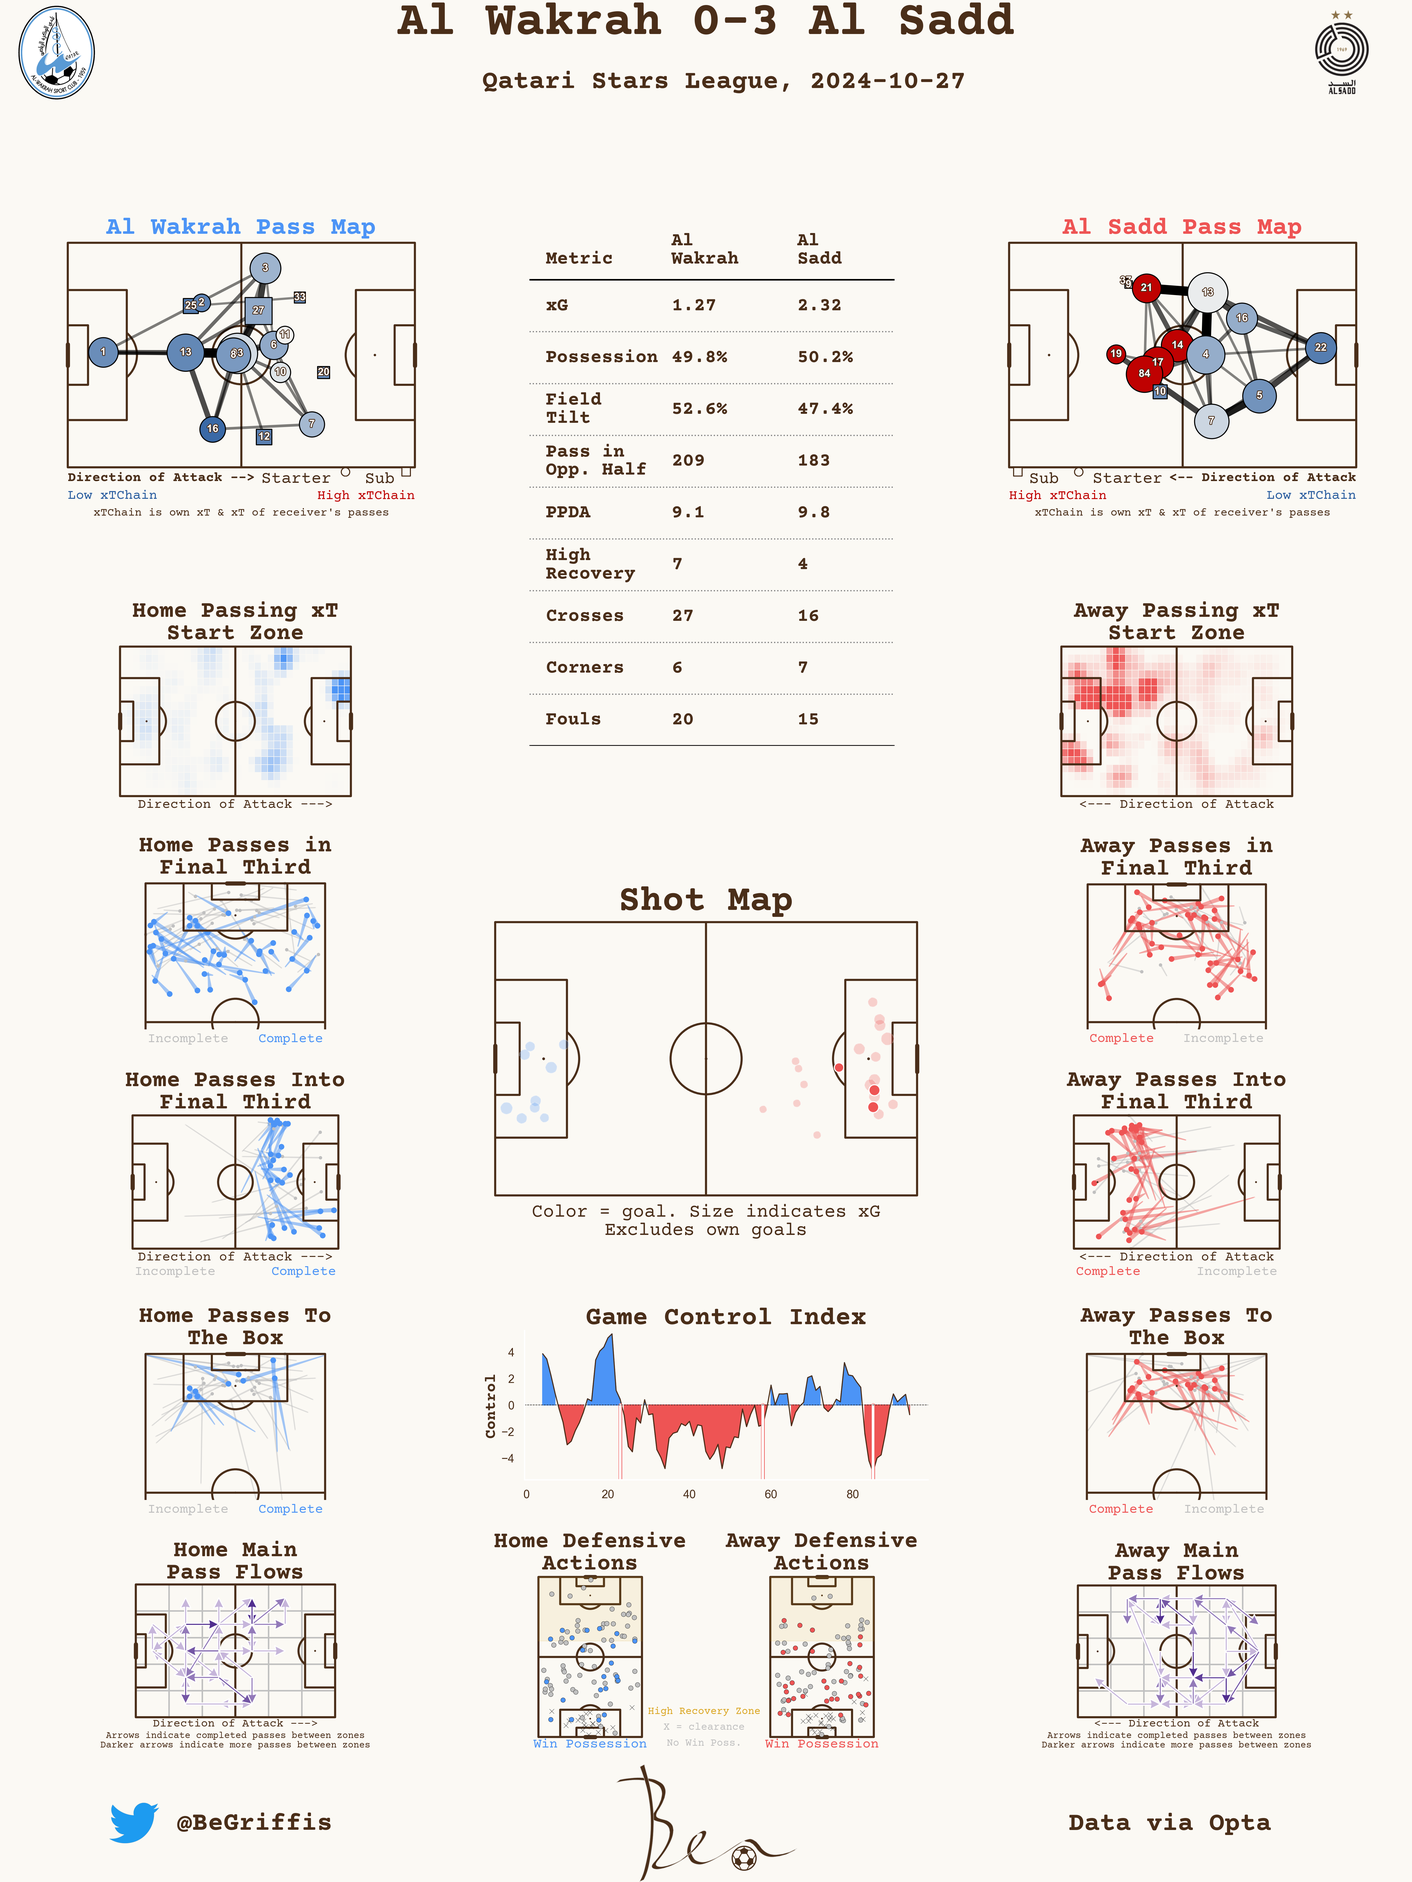 Al Wakrah 0-3 Al Sadd
Qatari Stars League, 2024-10-27
AL-WAKRAH SPORT CLUB - 1959
1969
السد
ALSADD
Al Wakrah Pass Map
3
25
2
33
27
1
13
8
3
6
11
10
20
16
12
7
Direction of Attack --> Starter Sub
Low xTChain High xTChain
xTChain is own xT & xT of receiver's passes
Metric Al Wakrah Al Sadd
xG 1.27 2.32
Possession 49.8% 50.2%
Field Tilt 52.6% 47.4%
Pass in Opp. Half 209 183
PPDA 9.1 9.8
High Recovery 7 4
Crosses 27 16
Corners 6 7
Fouls 20 15
Al Sadd Pass Map
21
13
16
14
4
22
19
17
84
10
5
7
Sub Starter <-- Direction of Attack
High xTChain Low xTChain
xTChain is own xT & xT of receiver's passes
Home Passing xT
Start Zone
Direction of Attack --->
Away Passing xT
Start Zone
<--- Direction of Attack
Home Passes in
Final Third
Incomplete Complete
Away Passes in
Final Third
Complete Incomplete
Shot Map
Color = goal. Size indicates xG
Excludes own goals
Home Passes Into
Final Third
Direction of Attack --->
Incomplete Complete
Away Passes Into
Final Third
<--- Direction of Attack
Complete Incomplete
Home Passes To
The Box
Incomplete Complete
Game Control Index
Control
4
2
0
−2
−4
0 20 40 60 80
Away Passes To
The Box
Complete Incomplete
Home Main
Pass Flows
Direction of Attack --->
Arrows indicate completed passes between zones
Darker arrows indicate more passes between zones
Home Defensive
Actions
Win Possession
Away Defensive
Actions
Win Possession
High Recovery Zone
X = clearance
No Win Poss.
Away Main
Pass Flows
<--- Direction of Attack
Arrows indicate completed passes between zones
Darker arrows indicate more passes between zones
@BeGriffis
Ben
Data via Opta